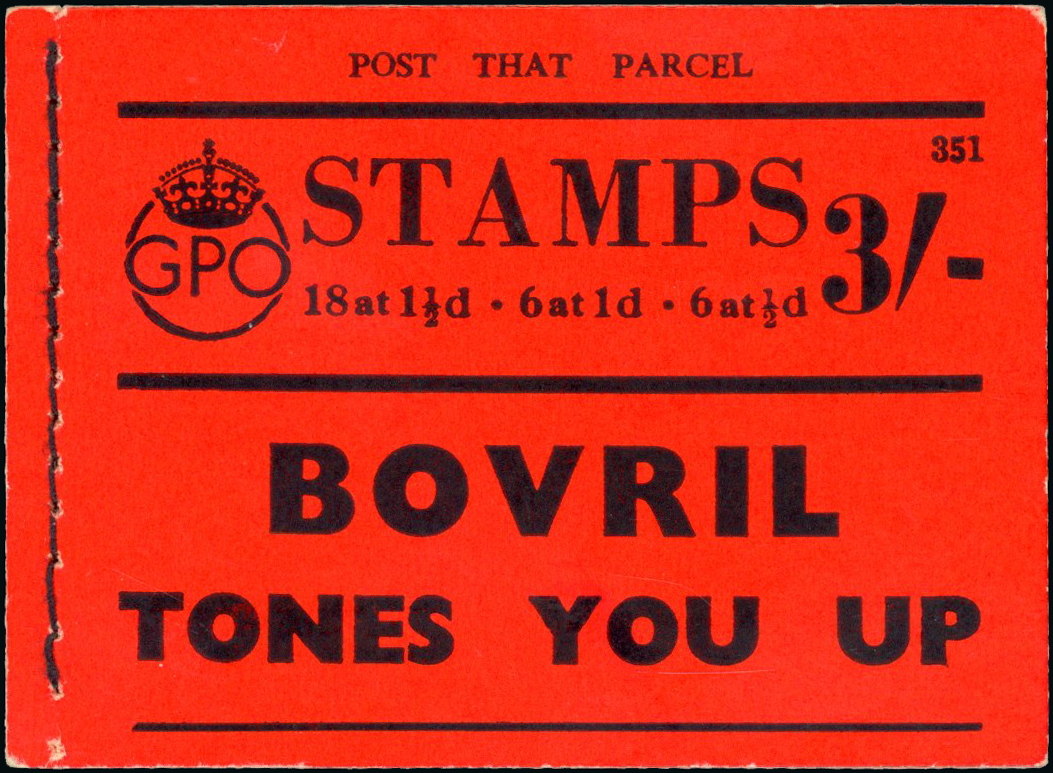 POST THAT PARCEL
351
GPO
STAMPS 3/-
18 at 1½d · 6 at 1d · 6 at ½d
BOVRIL
TONES YOU UP